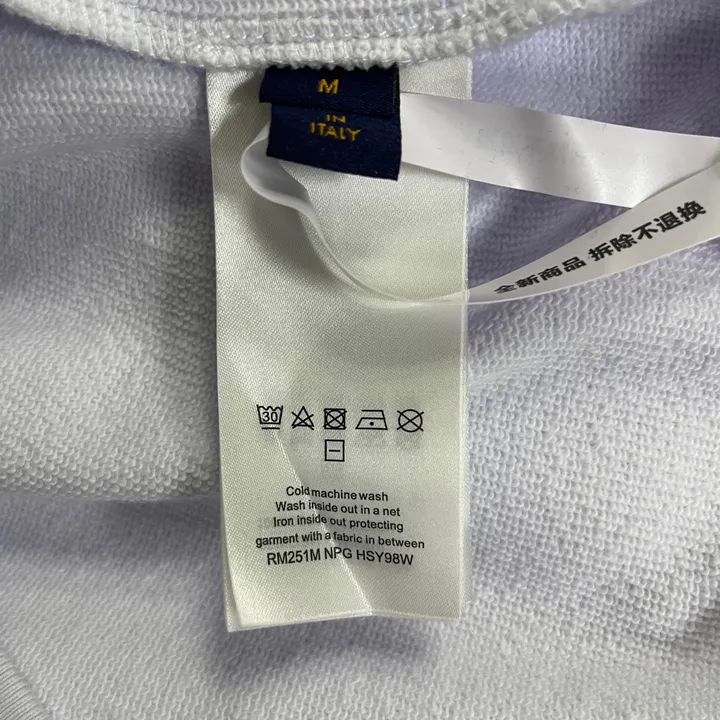 M
IN
ITALY
全新商品 拆除不退换
30
Cold machine wash
Wash inside out in a net
Iron inside out protecting
garment with a fabric in between
RM251M NPG HSY98W